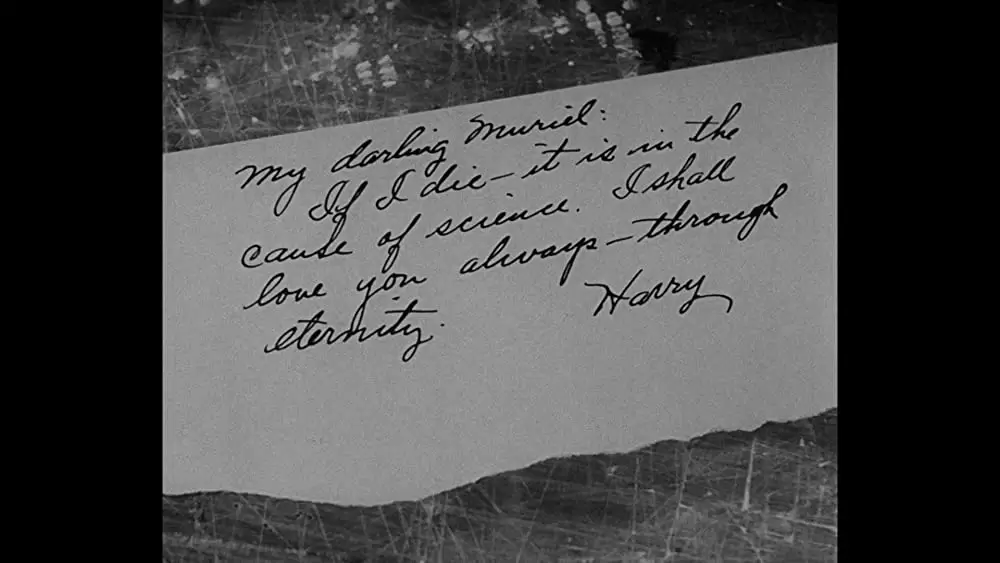 My darling Muriel:
If I die—it is in the
cause of science. I shall
love you always—through
eternity.
Harry